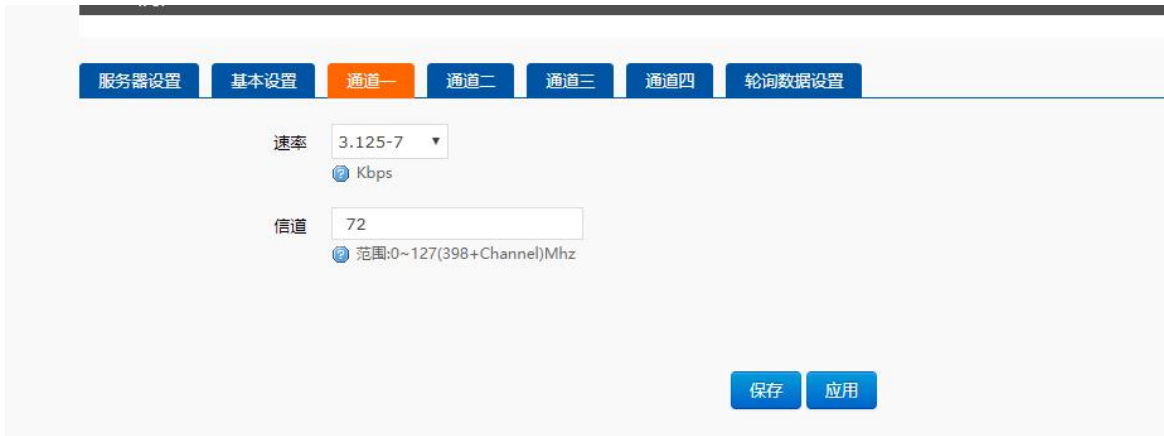 服务器设置 基本设置 通道一 通道二 通道三 通道四 轮询数据设置
速率 3.125-7
Kbps
信道 72
范围:0~127(398+Channel)Mhz
保存 应用